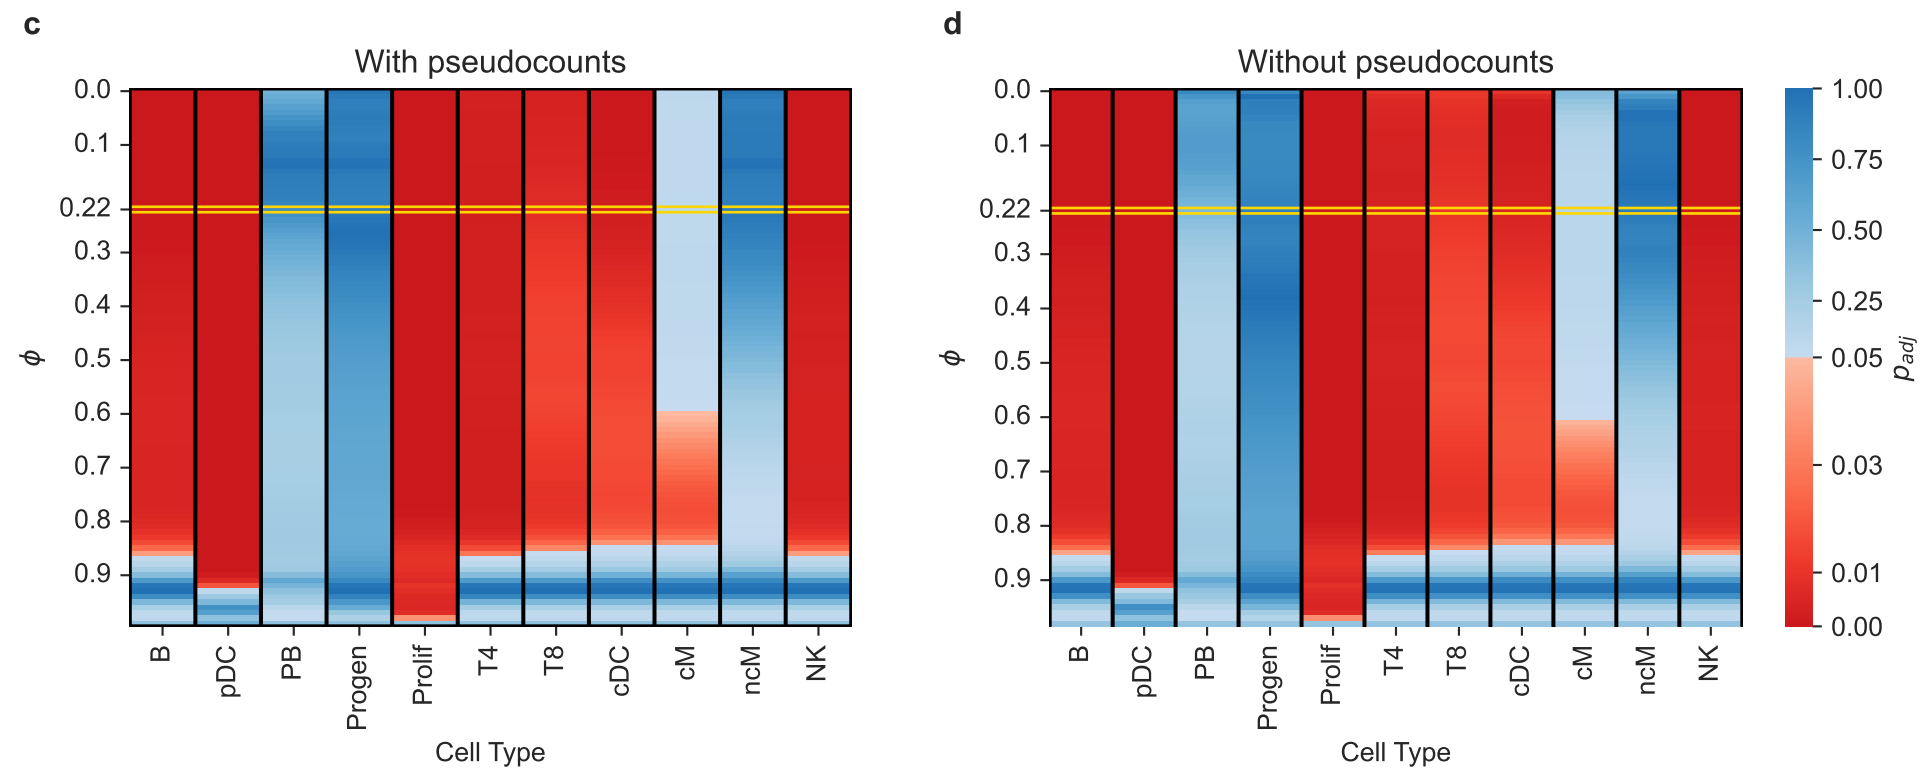 c
With pseudocounts
0.0
0.1
0.22
0.3
0.4
0.5
0.6
0.7
0.8
0.9
ϕ
B
pDC
PB
Progen
Prolif
T4
T8
cDC
cM
ncM
NK
Cell Type
d
Without pseudocounts
0.0
0.1
0.22
0.3
0.4
0.5
0.6
0.7
0.8
0.9
ϕ
B
pDC
PB
Progen
Prolif
T4
T8
cDC
cM
ncM
NK
Cell Type
1.00
0.75
0.50
0.25
0.05
0.03
0.01
0.00
p_adj